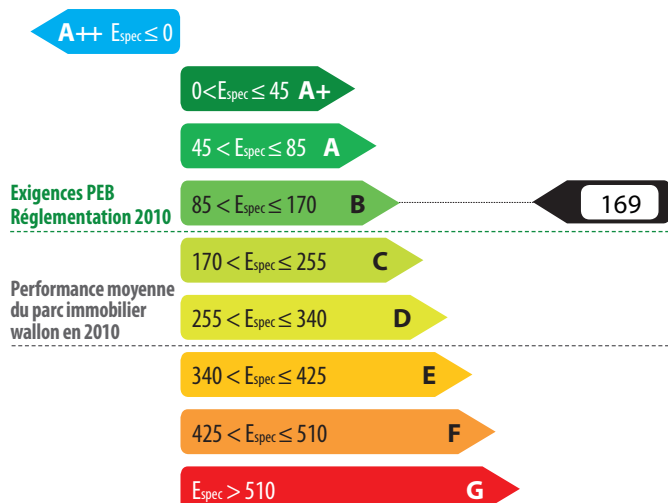 A++ Espec ≤ 0
0<Espec ≤ 45 A+
45 < Espec ≤ 85 A
Exigences PEB
Réglementation 2010
85 < Espec ≤ 170 B
169
170 < Espec ≤ 255 C
Performance moyenne
du parc immobilier
wallon en 2010
255 < Espec ≤ 340 D
340 < Espec ≤ 425 E
425 < Espec ≤ 510 F
Espec > 510 G